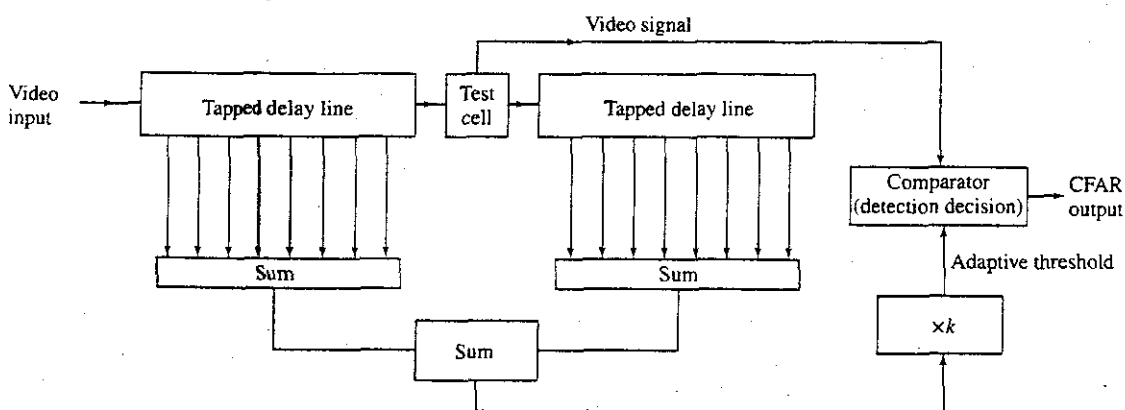 Video signal
Video
input
Tapped delay line
Test
cell
Tapped delay line
Comparator
(detection decision)
CFAR
output
Sum
Sum
Adaptive threshold
×k
Sum